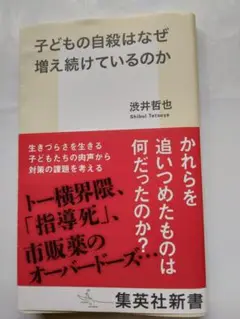 子どもの自殺はなぜ
増え続けているのか
渋井哲也
Shibui Tetsuya
生きづらさを生きる
子どもたちの肉声から
対策の課題を考える
かれらを
追いつめたものは
何だったのか?
トー横界隈、
「指導死」、
市販薬の
オーバードーズ…
集英社新書